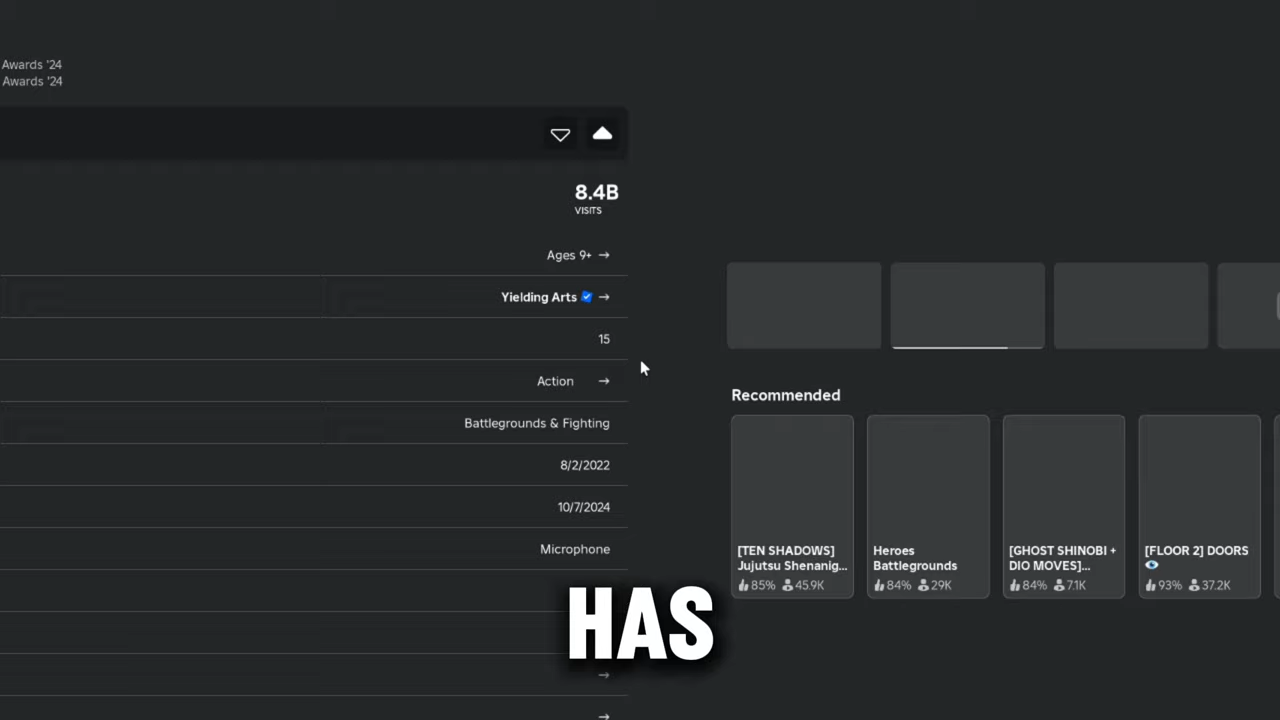 Awards '24
Awards '24
8.4B
VISITS
Ages 9+
Yielding Arts
15
Action
Battlegrounds & Fighting
8/2/2022
10/7/2024
Microphone
HAS
Recommended
[TEN SHADOWS]
Jujutsu Shenanig...
85% 45.9K
Heroes
Battlegrounds
84% 29K
[GHOST SHINOBI +
DIO MOVES]...
84% 7.1K
[FLOOR 2] DOORS
93% 37.2K